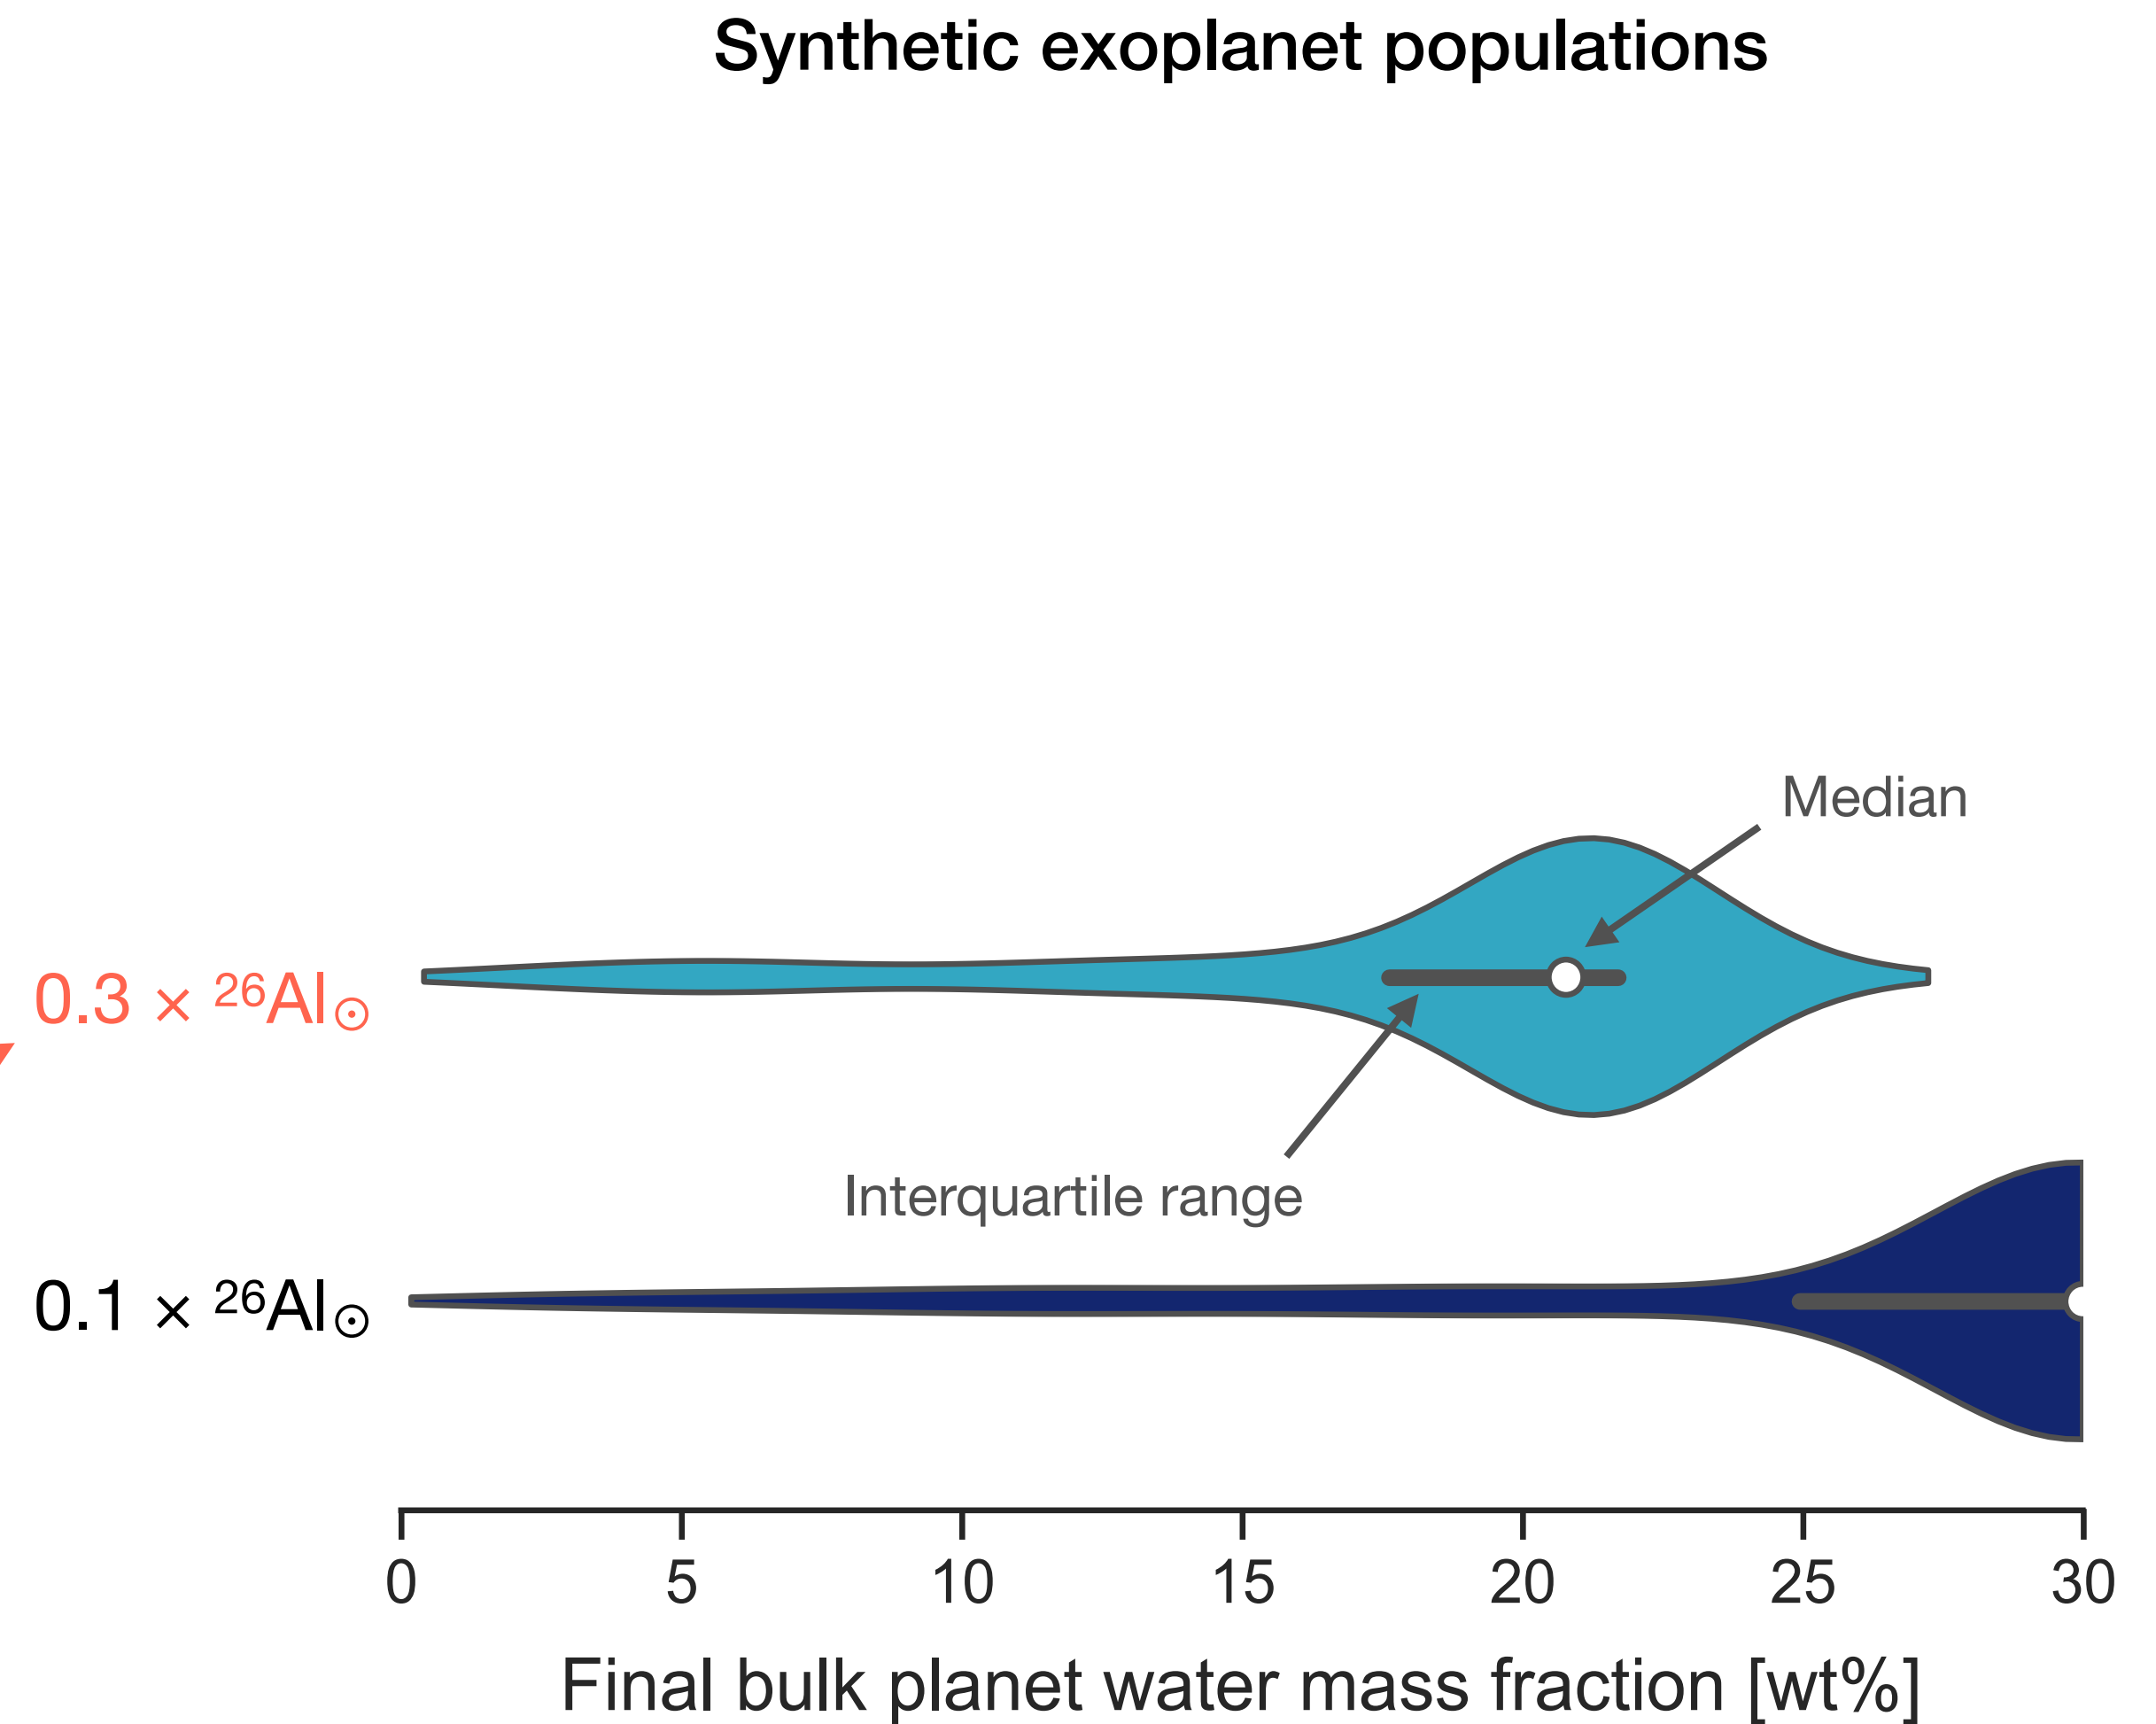 Synthetic exoplanet populations
Median
0.3 × ²⁶Al☉
Interquartile range
0.1 × ²⁶Al☉
0 5 10 15 20 25 30
Final bulk planet water mass fraction [wt%]